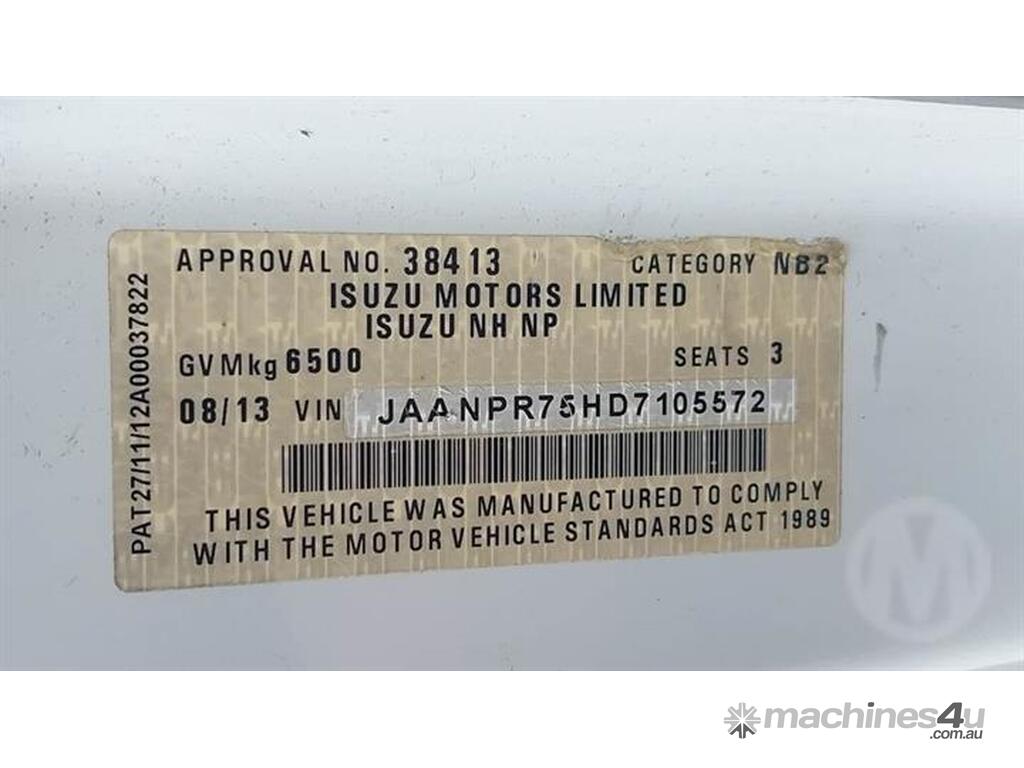 APPROVAL NO. 38413 CATEGORY NB2
ISUZU MOTORS LIMITED
ISUZU NH NP
GVMkg 6500 SEATS 3
08/13 VIN JAANPR75HD7105572
THIS VEHICLE WAS MANUFACTURED TO COMPLY
WITH THE MOTOR VEHICLE STANDARDS ACT 1989
PAT27/11/12A00037822
M
machines4u
.com.au